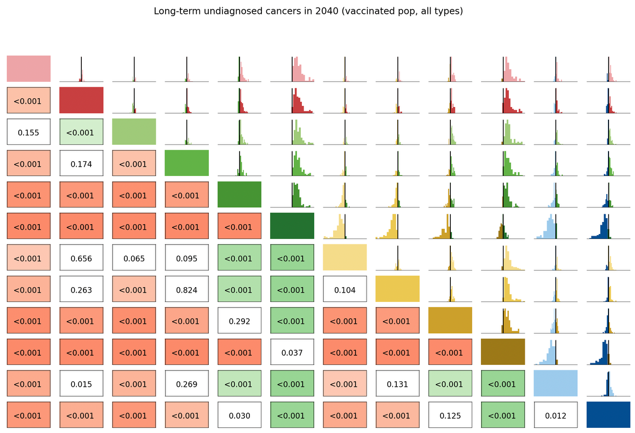 Long-term undiagnosed cancers in 2040 (vaccinated pop, all types)
<0.001
0.155 <0.001
<0.001 0.174 <0.001
<0.001 <0.001 <0.001 <0.001
<0.001 <0.001 <0.001 <0.001 <0.001
<0.001 0.656 0.065 0.095 <0.001 <0.001
<0.001 0.263 <0.001 0.824 <0.001 <0.001 0.104
<0.001 <0.001 <0.001 <0.001 0.292 <0.001 <0.001 <0.001
<0.001 <0.001 <0.001 <0.001 <0.001 0.037 <0.001 <0.001 <0.001
<0.001 0.015 <0.001 0.269 <0.001 <0.001 <0.001 0.131 <0.001 <0.001
<0.001 <0.001 <0.001 <0.001 0.030 <0.001 <0.001 <0.001 0.125 <0.001 0.012